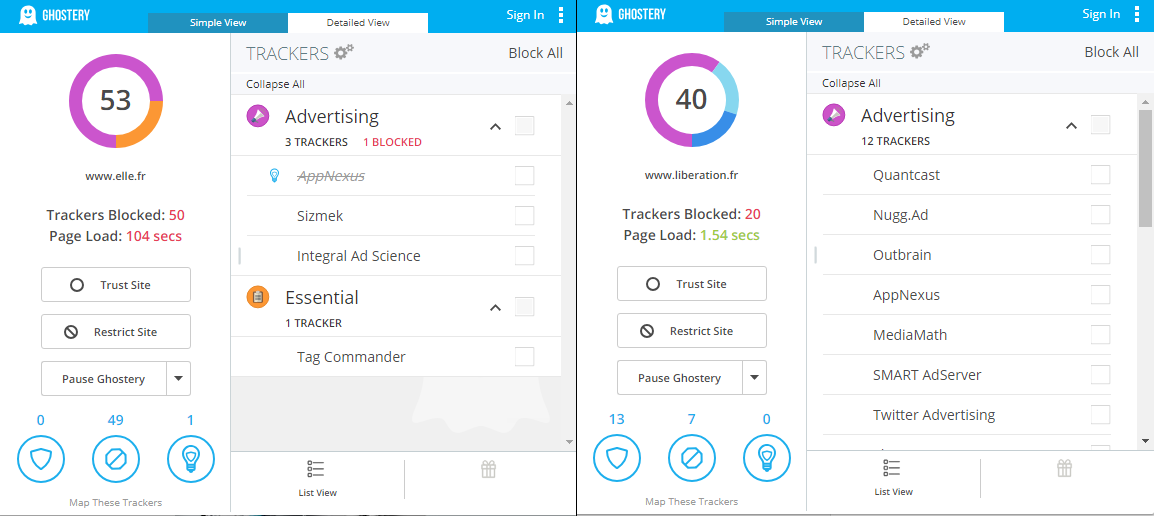 GHOSTERY
Simple View
Detailed View
Sign In
53
www.elle.fr
Trackers Blocked: 50
Page Load: 104 secs
Trust Site
Restrict Site
Pause Ghostery
0
49
1
Map These Trackers
TRACKERS
Block All
Collapse All
Advertising
3 TRACKERS 1 BLOCKED
AppNexus
Sizmek
Integral Ad Science
Essential
1 TRACKER
Tag Commander
List View
GHOSTERY
Simple View
Detailed View
Sign In
40
www.liberation.fr
Trackers Blocked: 20
Page Load: 1.54 secs
Trust Site
Restrict Site
Pause Ghostery
13
7
0
Map These Trackers
TRACKERS
Block All
Collapse All
Advertising
12 TRACKERS
Quantcast
Nugg.Ad
Outbrain
AppNexus
MediaMath
SMART AdServer
Twitter Advertising
List View